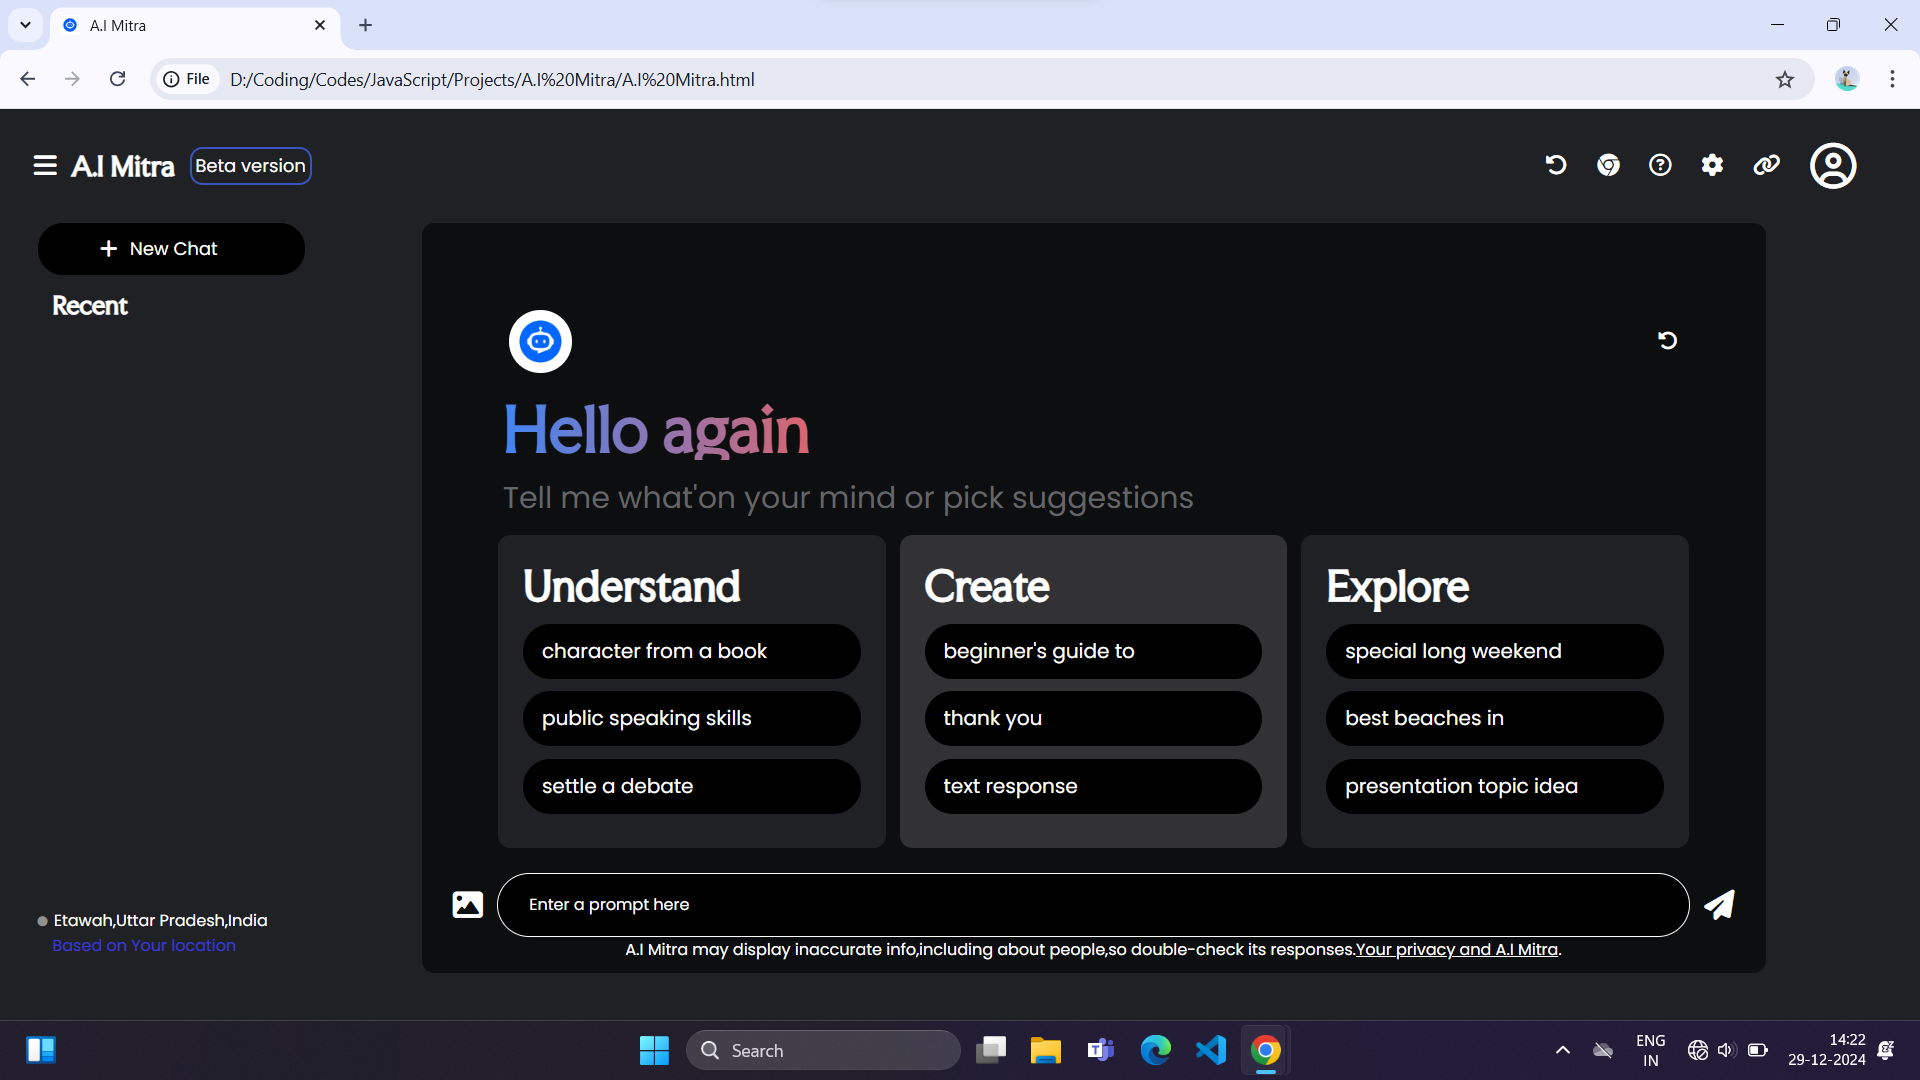 A.I Mitra
File
D:/Coding/Codes/JavaScript/Projects/A.I%20Mitra/A.I%20Mitra.html
A.I Mitra
Beta version
New Chat
Recent
Hello again
Tell me what'on your mind or pick suggestions
Understand
character from a book
public speaking skills
settle a debate
Create
beginner's guide to
thank you
text response
Explore
special long weekend
best beaches in
presentation topic idea
Enter a prompt here
A.I Mitra may display inaccurate info,including about people,so double-check its responses.Your privacy and A.I Mitra.
Etawah,Uttar Pradesh,India
Based on Your location
Search
ENG
IN
14:22
29-12-2024